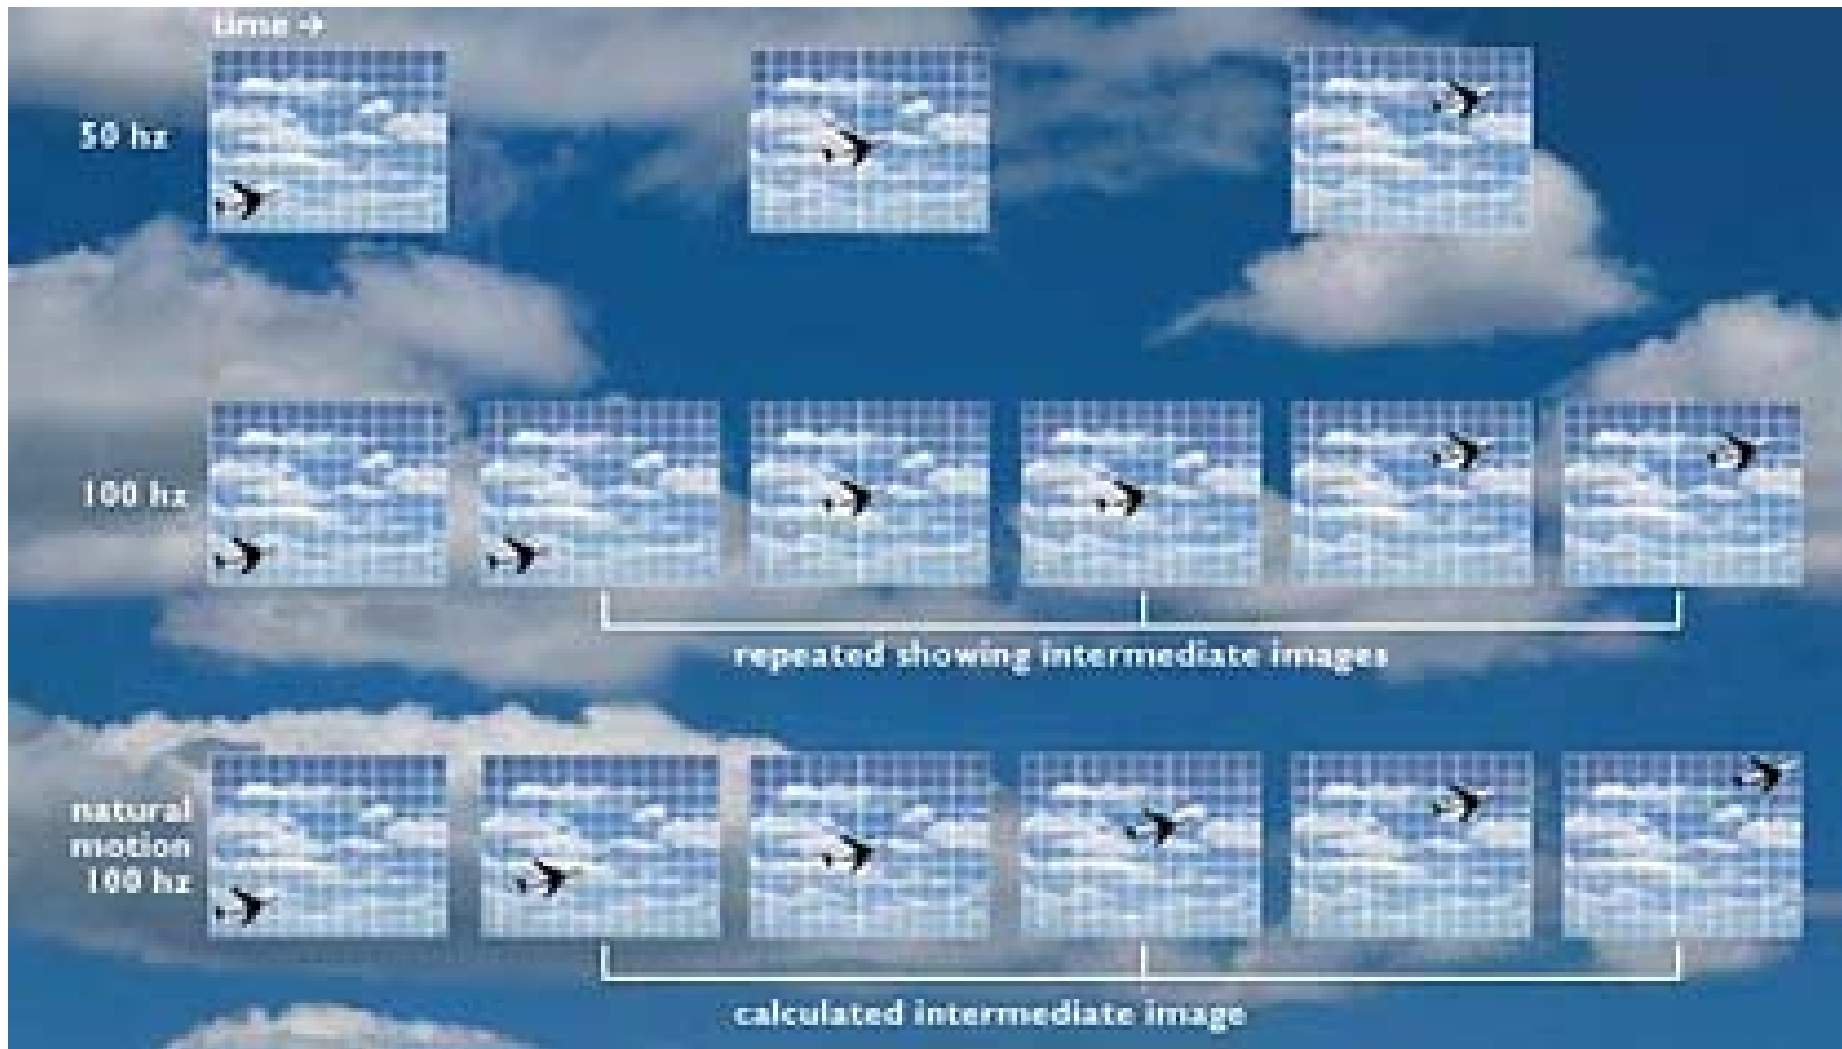 time →
50 hz
100 hz
repeated showing intermediate images
natural
motion
100 hz
calculated intermediate image